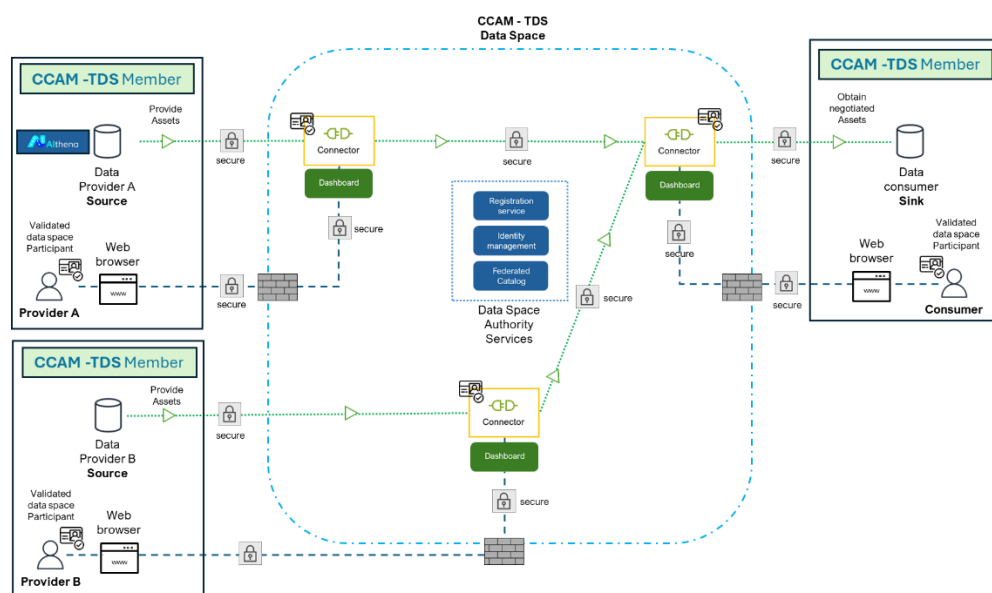 CCAM - TDS
Data Space
CCAM -TDS Member
Provide
Assets
AIthena
Data
Provider A
Source
secure
Validated
data space
Participant
Web
browser
www
Provider A
secure
Connector
Dashboard
secure
secure
Registration
service
Identity
management
Federated
Catalog
Data Space
Authority
Services
secure
Connector
Dashboard
secure
secure
CCAM -TDS Member
Obtain
negotiated
Assets
Data
consumer
Sink
Validated
data space
Participant
Web
browser
www
Consumer
secure
CCAM -TDS Member
Provide
Assets
Data
Provider B
Source
secure
Validated
data space
Participant
Web
browser
www
Provider B
Connector
Dashboard
secure